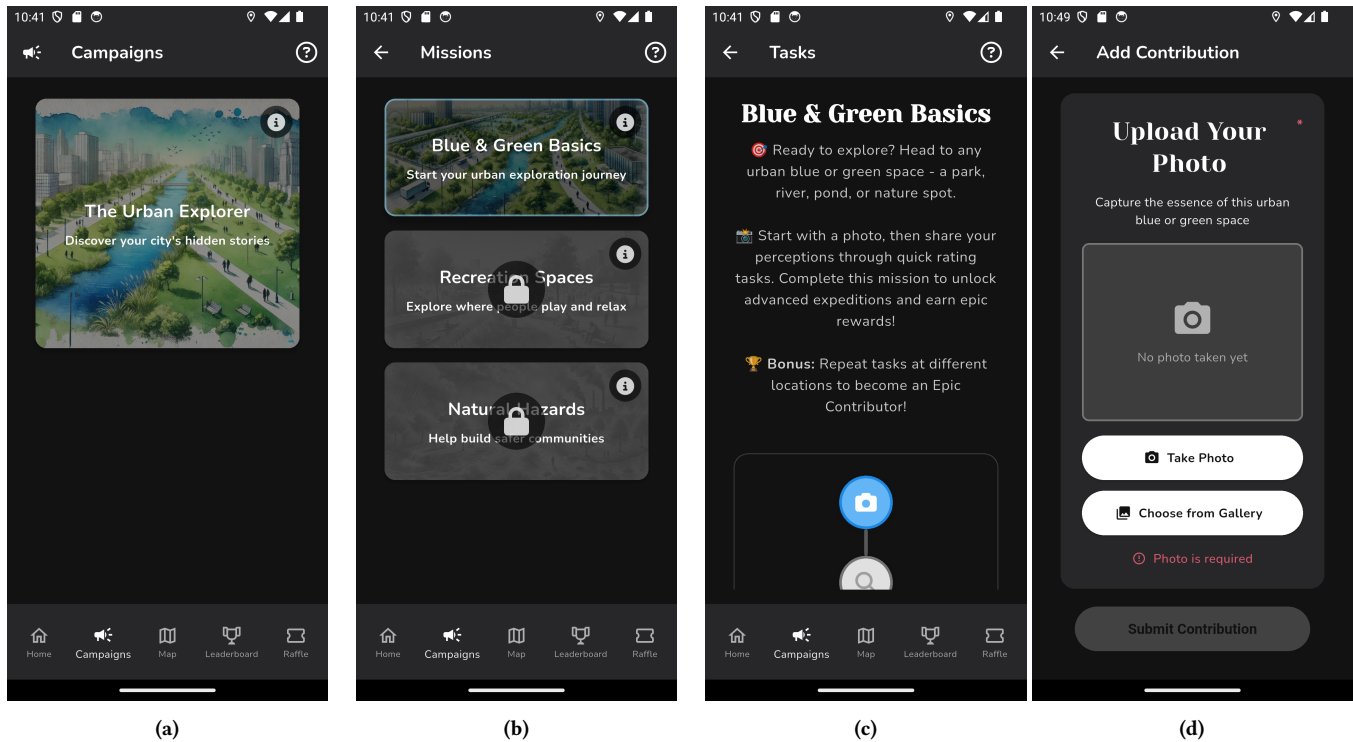 10:41
Campaigns
The Urban Explorer
Discover your city's hidden stories
Home
Campaigns
Map
Leaderboard
Raffle
(a)
10:41
Missions
Blue & Green Basics
Start your urban exploration journey
Recreation Spaces
Explore where people play and relax
Natural Hazards
Help build safer communities
Home
Campaigns
Map
Leaderboard
Raffle
(b)
10:41
Tasks
Blue & Green Basics
🎯 Ready to explore? Head to any
urban blue or green space - a park,
river, pond, or nature spot.
📸 Start with a photo, then share your
perceptions through quick rating
tasks. Complete this mission to unlock
advanced expeditions and earn epic
rewards!
🏆 Bonus: Repeat tasks at different
locations to become an Epic
Contributor!
Home
Campaigns
Map
Leaderboard
Raffle
(c)
10:49
Add Contribution
Upload Your *
Photo
Capture the essence of this urban
blue or green space
No photo taken yet
Take Photo
Choose from Gallery
Photo is required
Submit Contribution
(d)